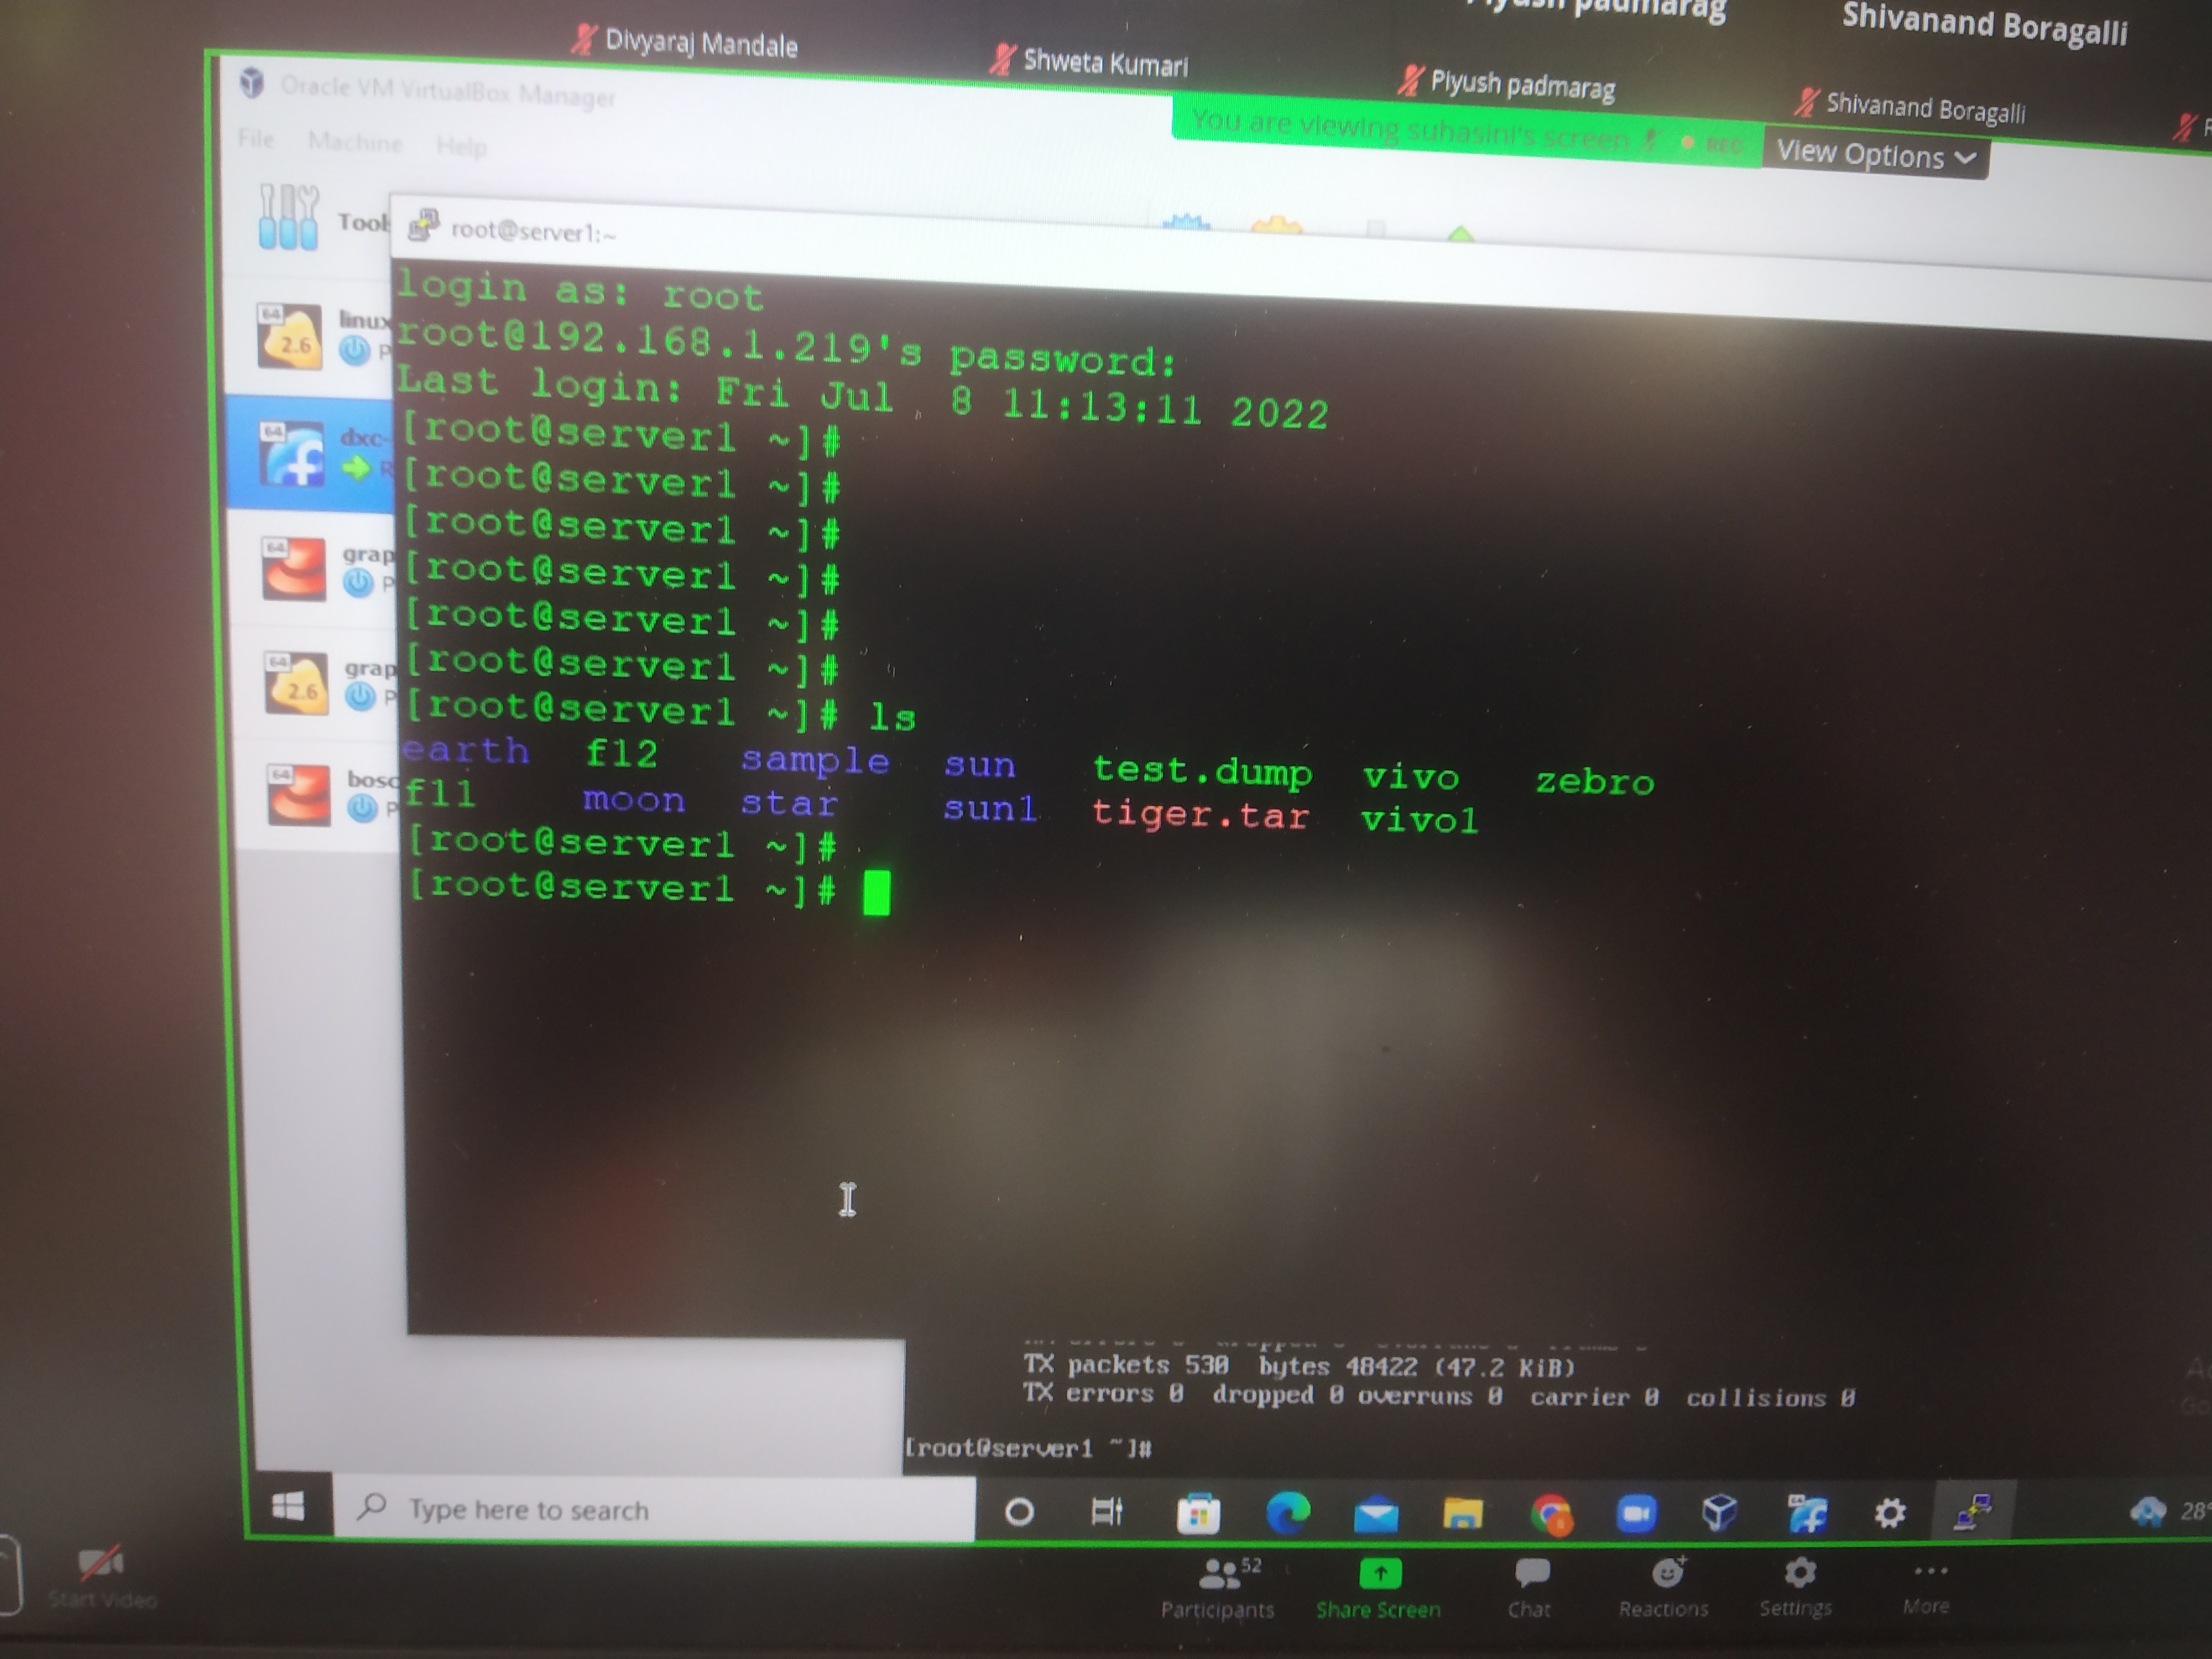 Piyush padmarag
Shivanand Boragalli
Divyaraj Mandale
Shweta Kumari
Piyush padmarag
Shivanand Boragalli
Oracle VM VirtualBox Manager
You are viewing suhasini's screen
REC
View Options
File Machine Help
Tool
root@server1:~
login as: root
root@192.168.1.219's password:
Last login: Fri Jul  8 11:13:11 2022
[root@server1 ~]#
[root@server1 ~]#
[root@server1 ~]#
[root@server1 ~]#
[root@server1 ~]#
[root@server1 ~]#
[root@server1 ~]# ls
earth f12 sample sun test.dump vivo zebro
f11 moon star sun1 tiger.tar vivo1
[root@server1 ~]#
[root@server1 ~]#
64
2.6
linux
P
64
dxc-
R
64
grap
P
64
2.6
grap
P
64
bosc
P
TX packets 530 bytes 48422 (47.2 KiB)
TX errors 0 dropped 0 overruns 0 carrier 0 collisions 0
[root@server1 ~]#
Type here to search
28°
Start Video
52
Participants
Share Screen
Chat
Reactions
Settings
More